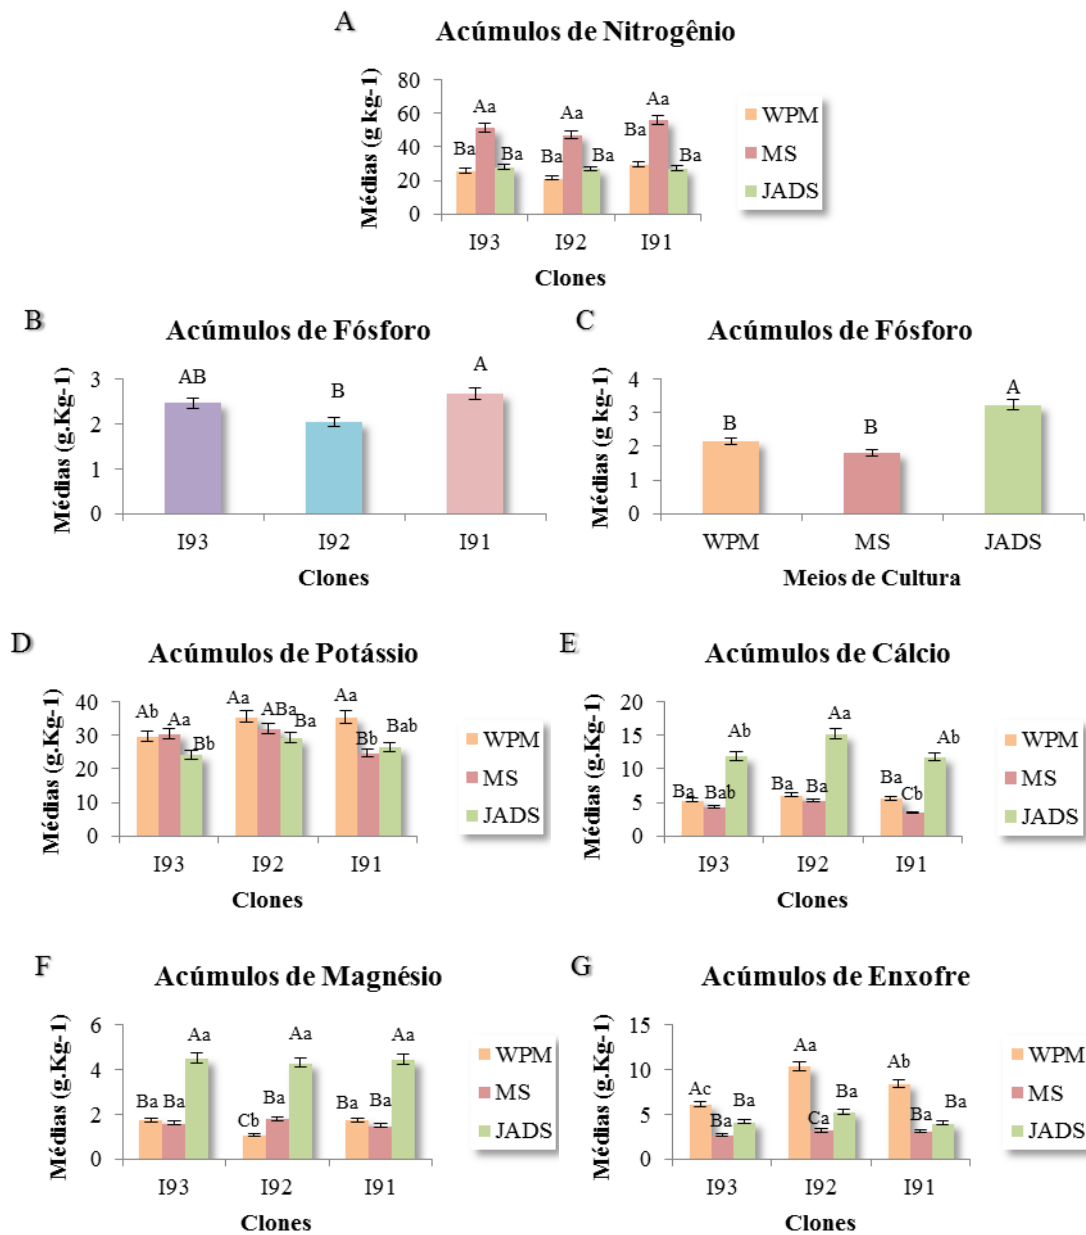 A
Acúmulos de Nitrogênio
Médias (g kg-1)
80
60
40
20
0
Ba
Aa
Ba
Ba
Aa
Ba
Ba
Aa
Ba
I93
I92
I91
Clones
WPM
MS
JADS
B
Acúmulos de Fósforo
Médias (g.Kg-1)
3
2
1
0
AB
B
A
I93
I92
I91
Clones
C
Acúmulos de Fósforo
Médias (g kg-1)
4
3
2
1
0
B
B
A
WPM
MS
JADS
Meios de Cultura
D
Acúmulos de Potássio
Médias (g.Kg-1)
40
30
20
10
0
Ab
Aa
Bb
Aa
ABa
Ba
Aa
Bb
Bab
I93
I92
I91
Clones
WPM
MS
JADS
E
Acúmulos de Cálcio
Médias (g.Kg-1)
20
15
10
5
0
Ba
Bab
Ab
Ba
Ba
Aa
Ba
Cb
Ab
I93
I92
I91
Clones
WPM
MS
JADS
F
Acúmulos de Magnésio
Médias (g.Kg-1)
6
4
2
0
Ba
Ba
Aa
Cb
Ba
Aa
Ba
Ba
Aa
I93
I92
I91
Clones
WPM
MS
JADS
G
Acúmulos de Enxofre
Médias (g.Kg-1)
15
10
5
0
Ac
Ba
Ba
Aa
Ca
Ba
Ab
Ba
Ba
I93
I92
I91
Clones
WPM
MS
JADS